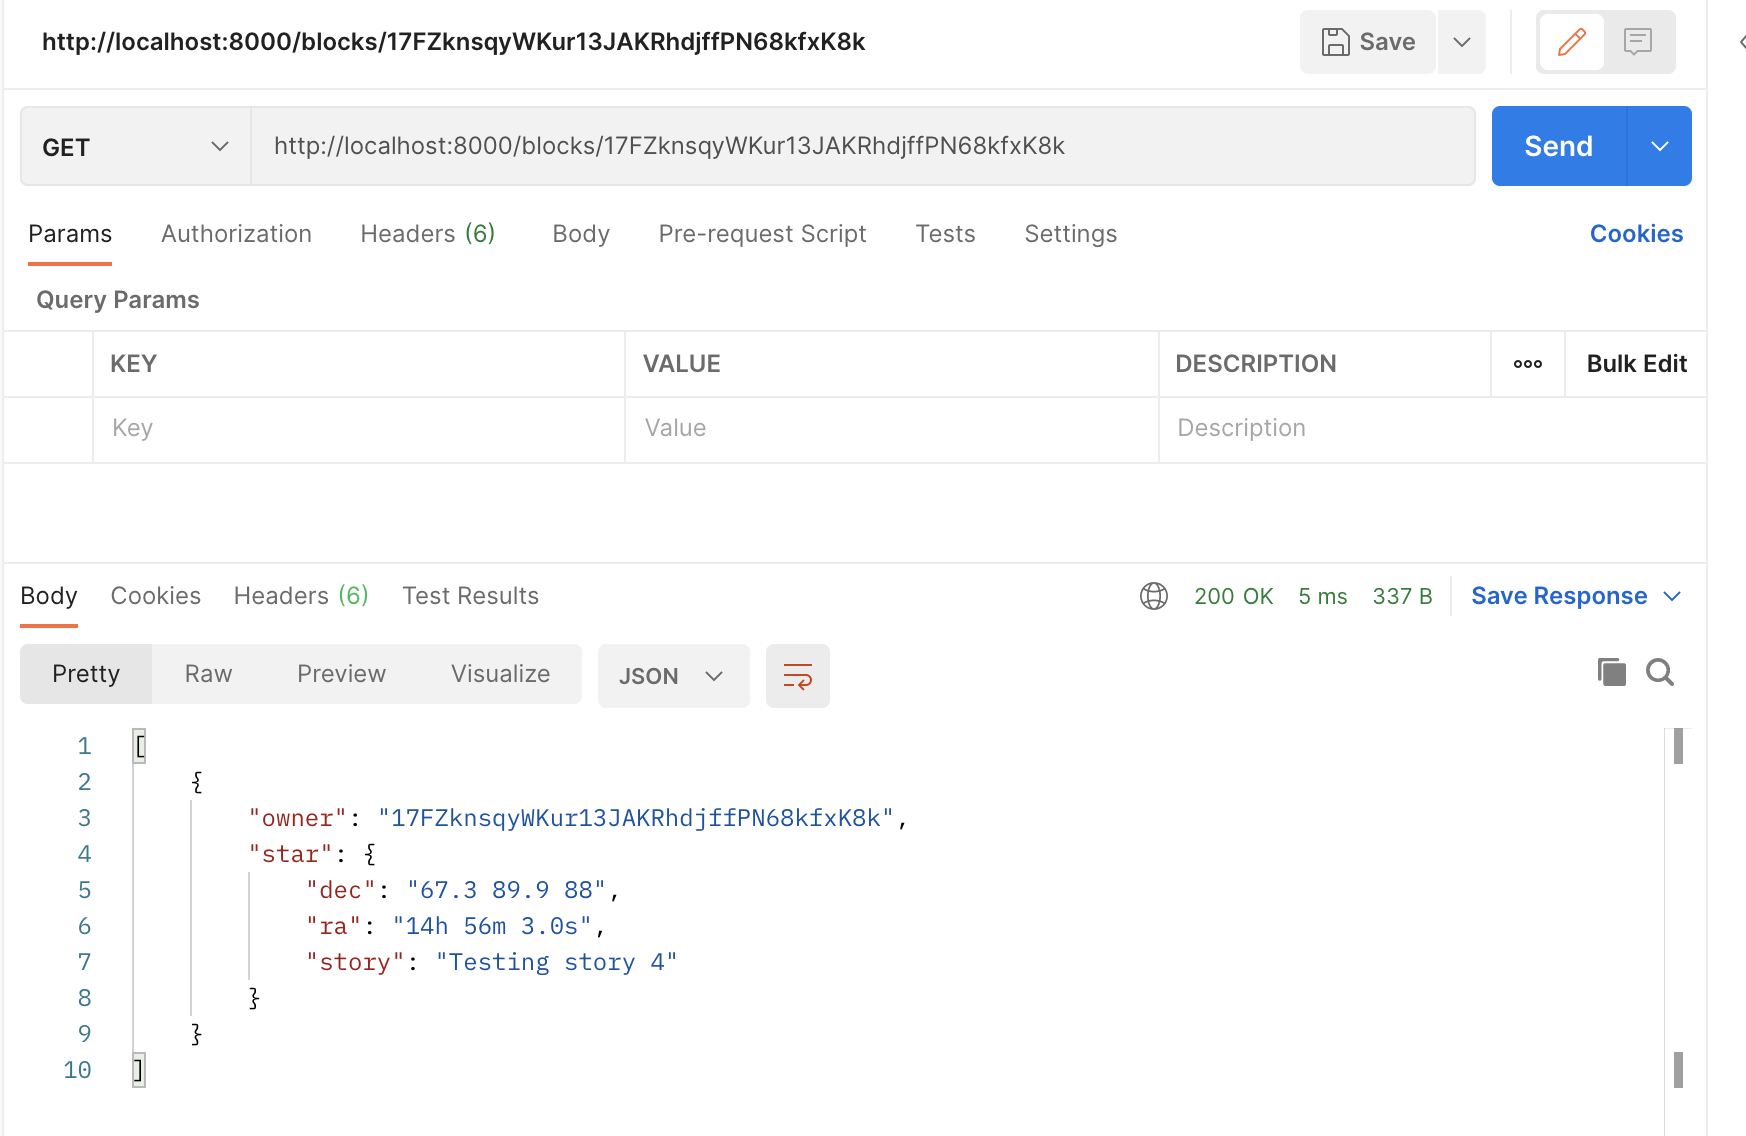 http://localhost:8000/blocks/17FZknsqyWKur13JAKRhdjffPN68kfxK8k
Save
GET
http://localhost:8000/blocks/17FZknsqyWKur13JAKRhdjffPN68kfxK8k
Send
Params Authorization Headers (6) Body Pre-request Script Tests Settings Cookies
Query Params
KEY VALUE DESCRIPTION ooo Bulk Edit
Key Value Description
Body Cookies Headers (6) Test Results 200 OK 5 ms 337 B Save Response
Pretty Raw Preview Visualize JSON
1 [
2 {
3 "owner": "17FZknsqyWKur13JAKRhdjffPN68kfxK8k",
4 "star": {
5 "dec": "67.3 89.9 88",
6 "ra": "14h 56m 3.0s",
7 "story": "Testing story 4"
8 }
9 }
10 ]